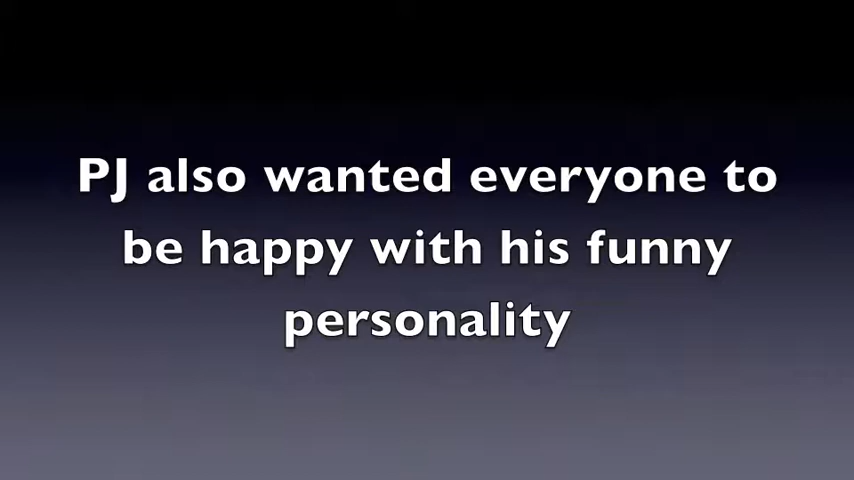 PJ also wanted everyone to
be happy with his funny
personality